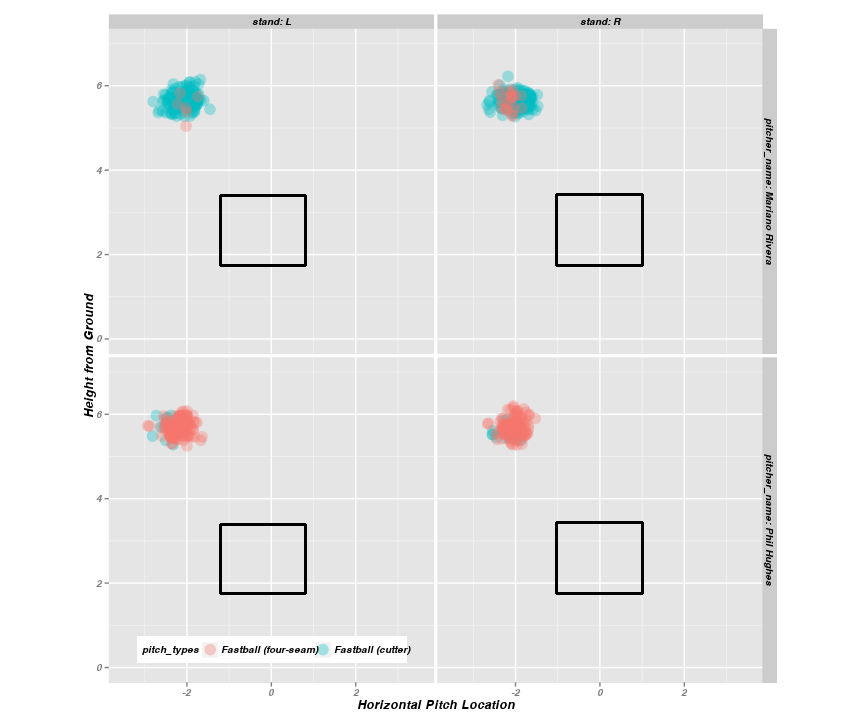 stand: L
stand: R
6
4
2
0
pitcher_name: Mariano Rivera
Height from Ground
6
4
2
0
pitcher_name: Phil Hughes
pitch_types Fastball (four-seam) Fastball (cutter)
-2 0 2 -2 0 2
Horizontal Pitch Location